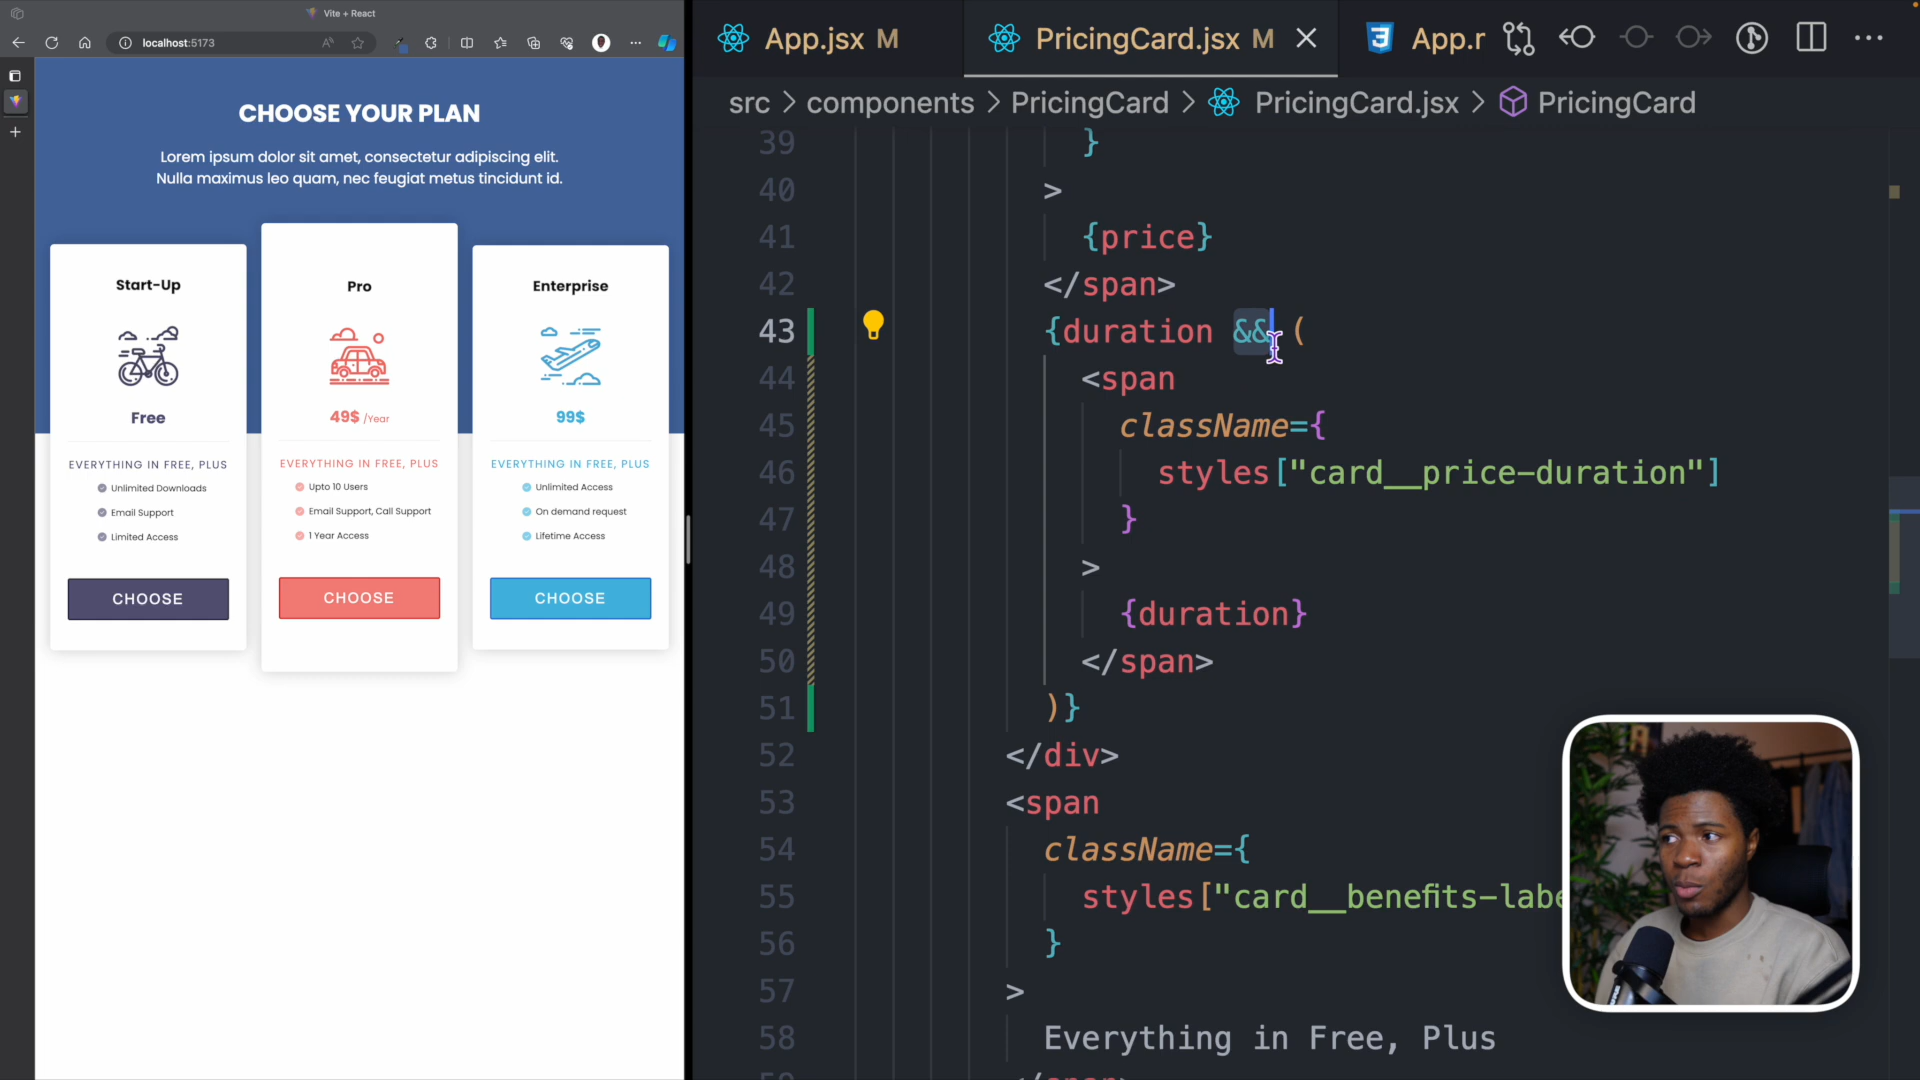 Vite + React
localhost:5173
CHOOSE YOUR PLAN
Lorem ipsum dolor sit amet, consectetur adipiscing elit.
Nulla maximus leo quam, nec feugiat metus tincidunt id.
Start-Up
Free
EVERYTHING IN FREE, PLUS
Unlimited Downloads
Email Support
Limited Access
CHOOSE
Pro
49$ /Year
EVERYTHING IN FREE, PLUS
Upto 10 Users
Email Support, Call Support
1 Year Access
CHOOSE
Enterprise
99$
EVERYTHING IN FREE, PLUS
Unlimited Access
On demand request
Lifetime Access
CHOOSE
App.jsx M
PricingCard.jsx M
App.r
src > components > PricingCard > PricingCard.jsx > PricingCard
39 }
40 >
41 {price}
42 </span>
43 {duration && (
44 <span
45 className={
46 styles["card__price-duration"]
47 }
48 >
49 {duration}
50 </span>
51 )}
52 </div>
53 <span
54 className={
55 styles["card__benefits-labe
56 }
57 >
58 Everything in Free, Plus